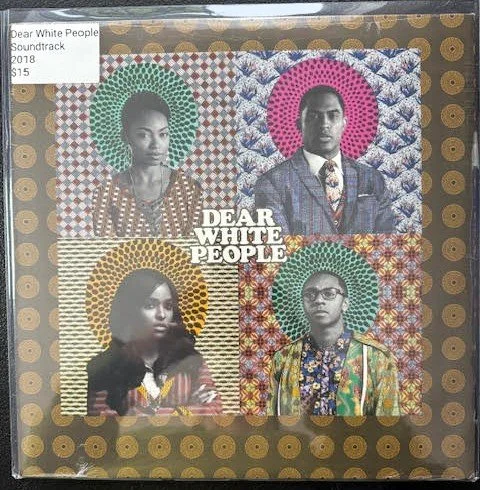 Dear White People
Soundtrack
2018
$15
DEAR
WHITE
PEOPLE